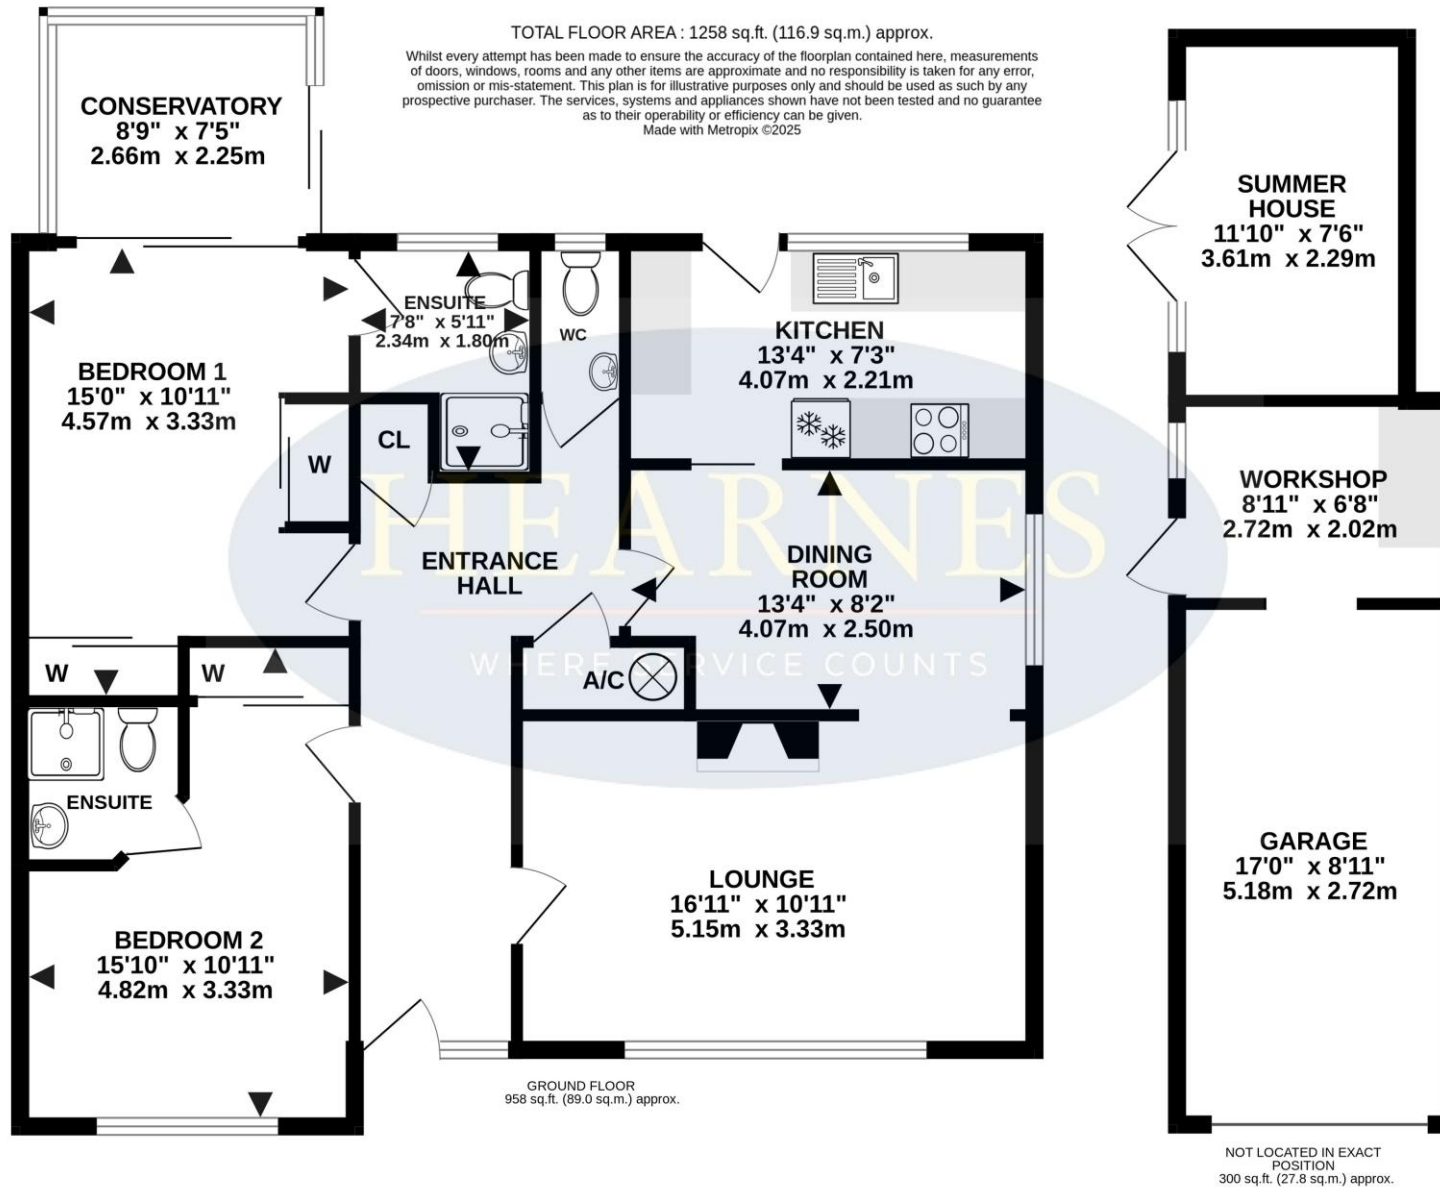 TOTAL FLOOR AREA : 1258 sq.ft. (116.9 sq.m.) approx.
Whilst every attempt has been made to ensure the accuracy of the floorplan contained here, measurements
of doors, windows, rooms and any other items are approximate and no responsibility is taken for any error,
omission or mis-statement. This plan is for illustrative purposes only and should be used as such by any
prospective purchaser. The services, systems and appliances shown have not been tested and no guarantee
as to their operability or efficiency can be given.
Made with Metropix ©2025
CONSERVATORY
8'9" x 7'5"
2.66m x 2.25m
SUMMER
HOUSE
11'10" x 7'6"
3.61m x 2.29m
ENSUITE
7'8" x 5'11"
2.34m x 1.80m
WC
KITCHEN
13'4" x 7'3"
4.07m x 2.21m
BEDROOM 1
15'0" x 10'11"
4.57m x 3.33m
CL
W
HEARNES
WHERE SERVICE COUNTS
WORKSHOP
8'11" x 6'8"
2.72m x 2.02m
ENTRANCE
HALL
DINING
ROOM
13'4" x 8'2"
4.07m x 2.50m
W
W
A/C
ENSUITE
GARAGE
17'0" x 8'11"
5.18m x 2.72m
LOUNGE
16'11" x 10'11"
5.15m x 3.33m
BEDROOM 2
15'10" x 10'11"
4.82m x 3.33m
GROUND FLOOR
958 sq.ft. (89.0 sq.m.) approx.
NOT LOCATED IN EXACT
POSITION
300 sq.ft. (27.8 sq.m.) approx.